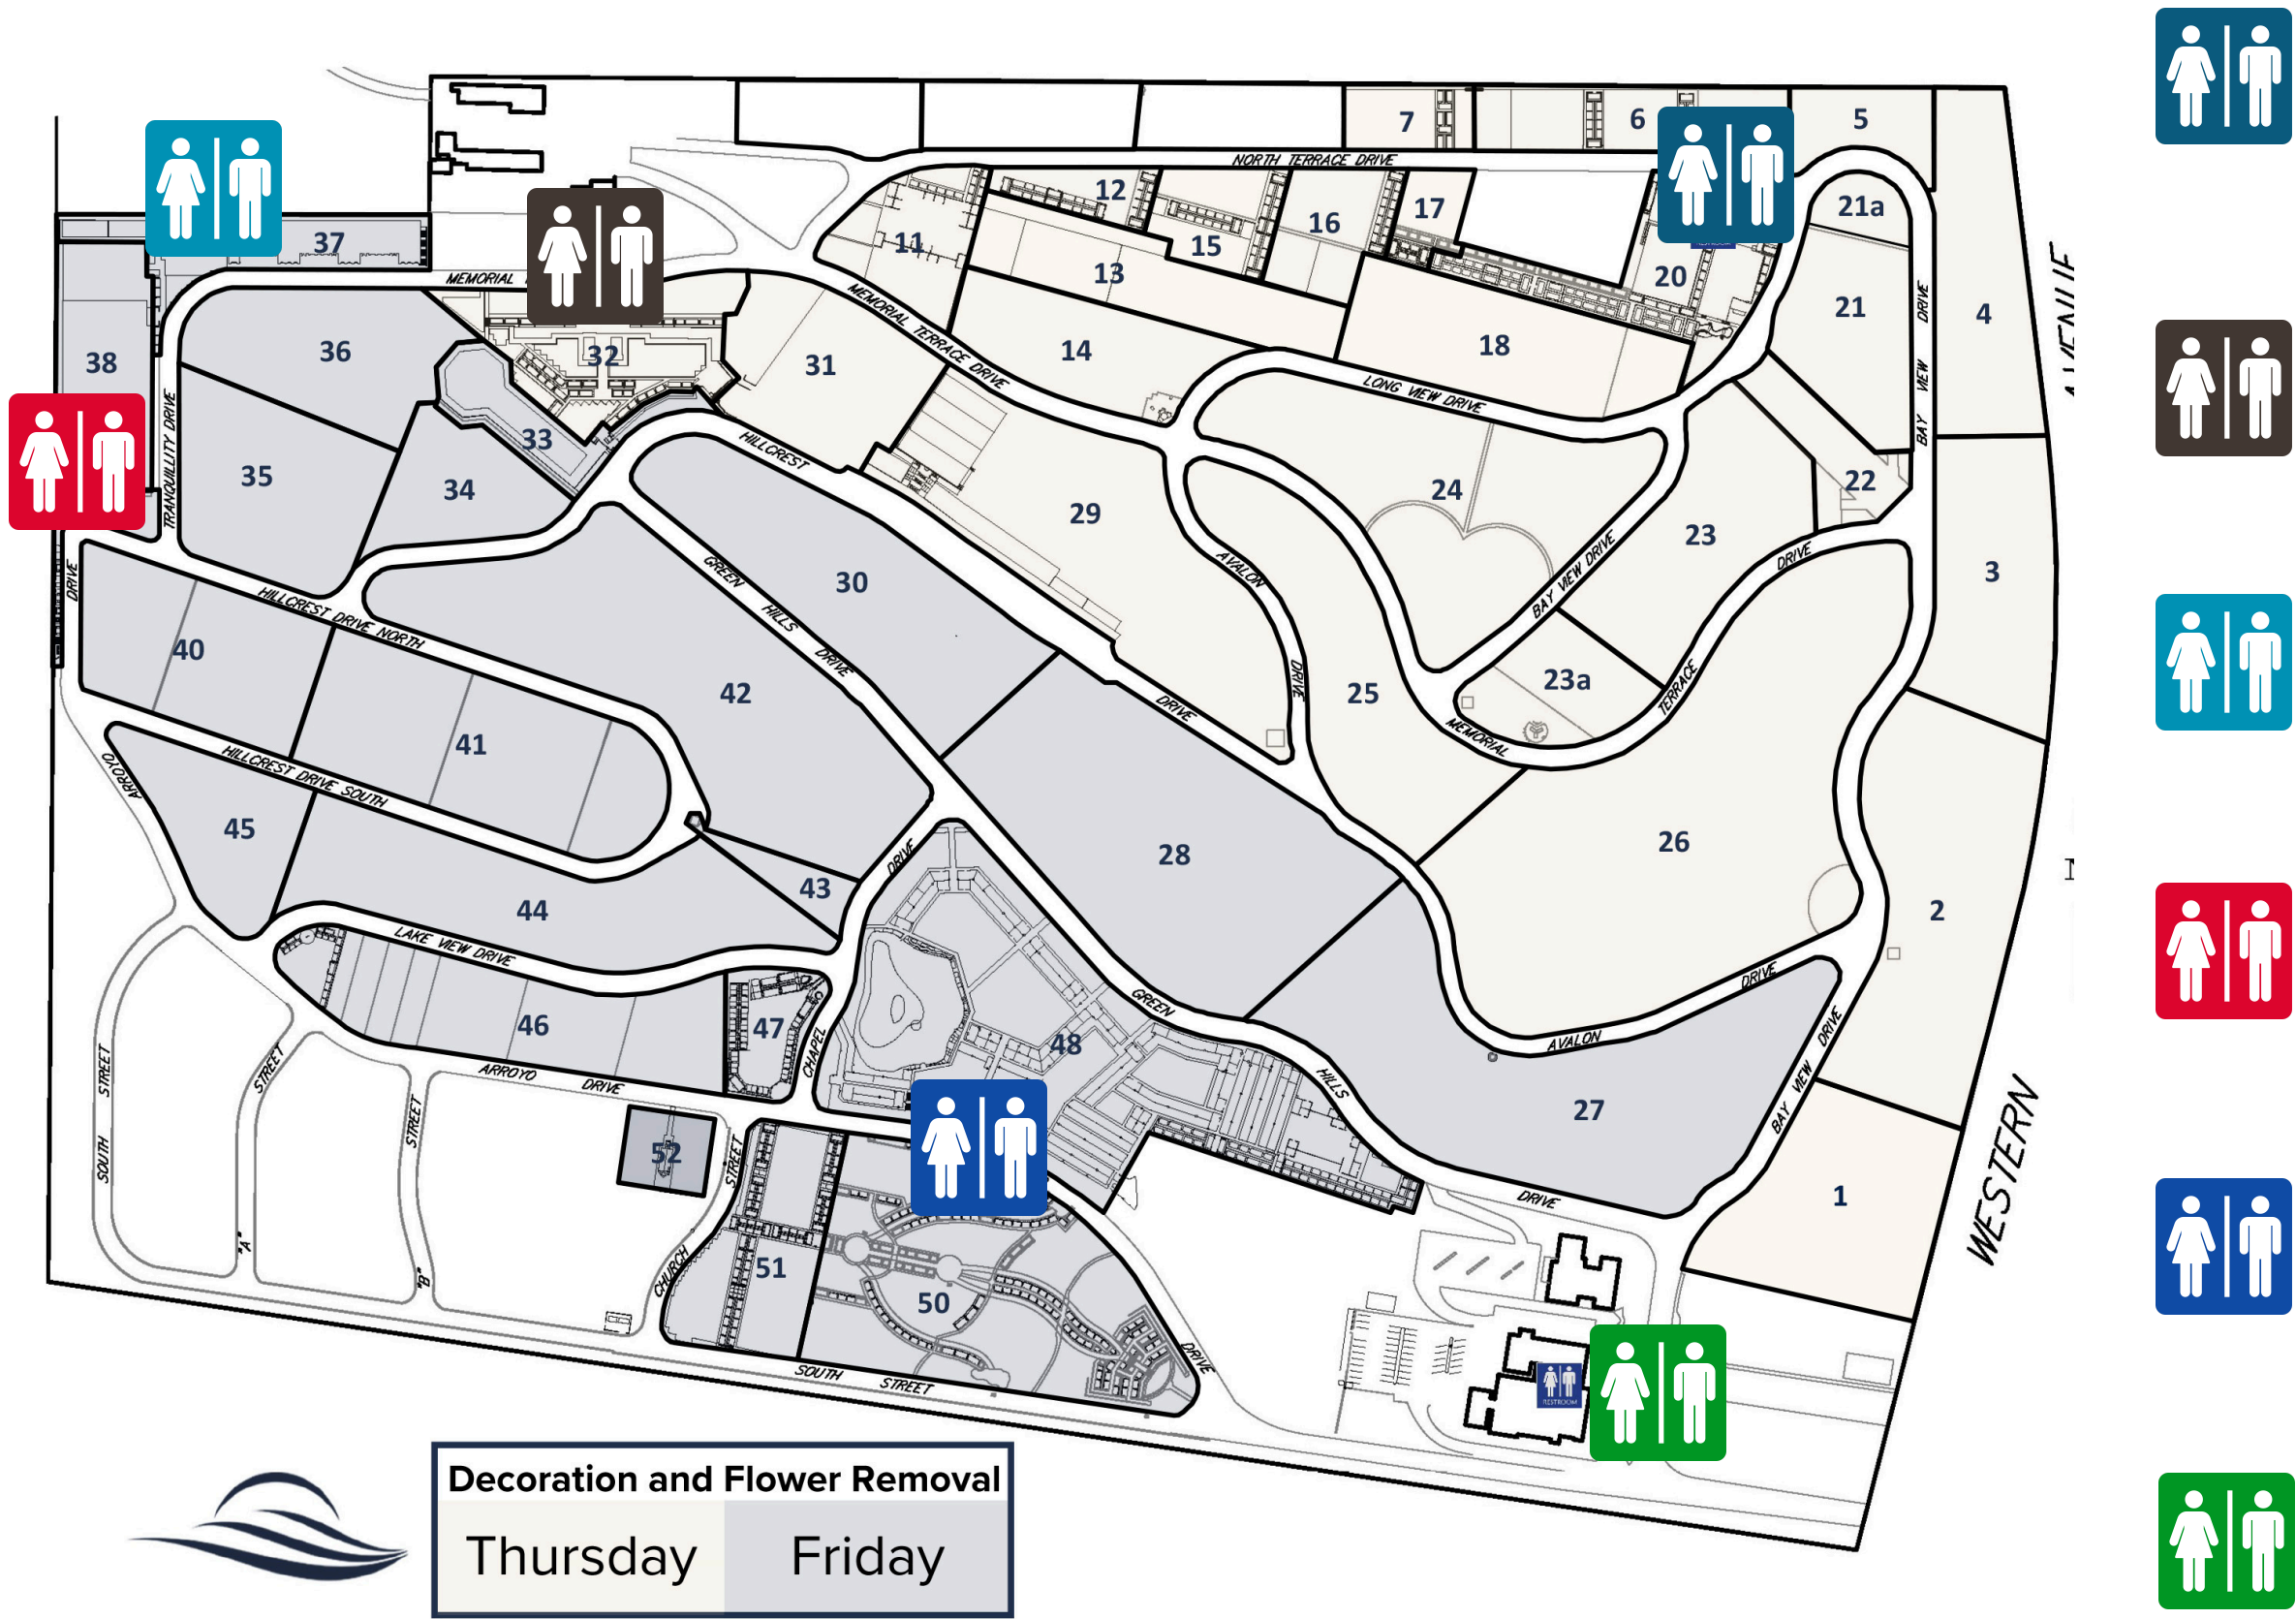 7
6
5
NORTH TERRACE DRIVE
12
17
21a
16
11
15
37
13
20
MEMORIAL
21
DRIVE
4
MEMORIAL TERRACE DRIVE
36
32
31
14
18
38
VIEW
LONG VIEW DRIVE
TRANQUILLITY DRIVE
33
HILLCREST
BAY
35
34
24
22
29
23
DRIVE
BAY VIEW DRIVE
3
AVALON
GREEN
HILLS
DRIVE
30
DRIVE
HILLCREST DRIVE NORTH
40
42
DRIVE
25
23a
TERRACE
DRIVE
MEMORIAL
41
HILLCREST DRIVE SOUTH
ARROYO
45
28
26
DRIVE
43
44
2
LAKE VIEW DRIVE
DRIVE
GREEN
46
47
48
AVALON
DRIVE
CHAPEL
STREET
STREET
ARROYO
DRIVE
HILLS
BAY VIEW
27
STREET
52
SOUTH
STREET
WESTERN
DRIVE
1
"A"
"B"
CHURCH
51
50
DRIVE
SOUTH
STREET
RESTROOM
Decoration and Flower Removal
Thursday
Friday